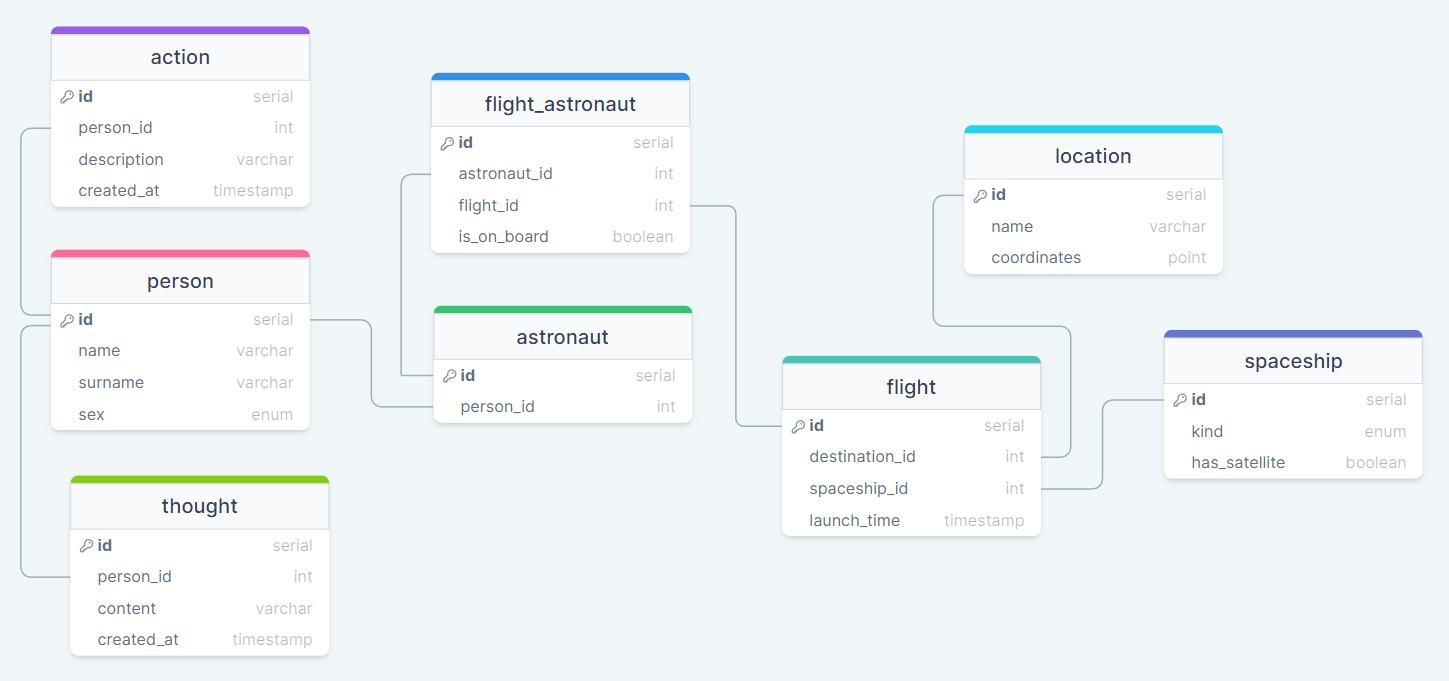 action
id serial
person_id int
description varchar
created_at timestamp
person
id serial
name varchar
surname varchar
sex enum
thought
id serial
person_id int
content varchar
created_at timestamp
flight_astronaut
id serial
astronaut_id int
flight_id int
is_on_board boolean
astronaut
id serial
person_id int
flight
id serial
destination_id int
spaceship_id int
launch_time timestamp
location
id serial
name varchar
coordinates point
spaceship
id serial
kind enum
has_satellite boolean